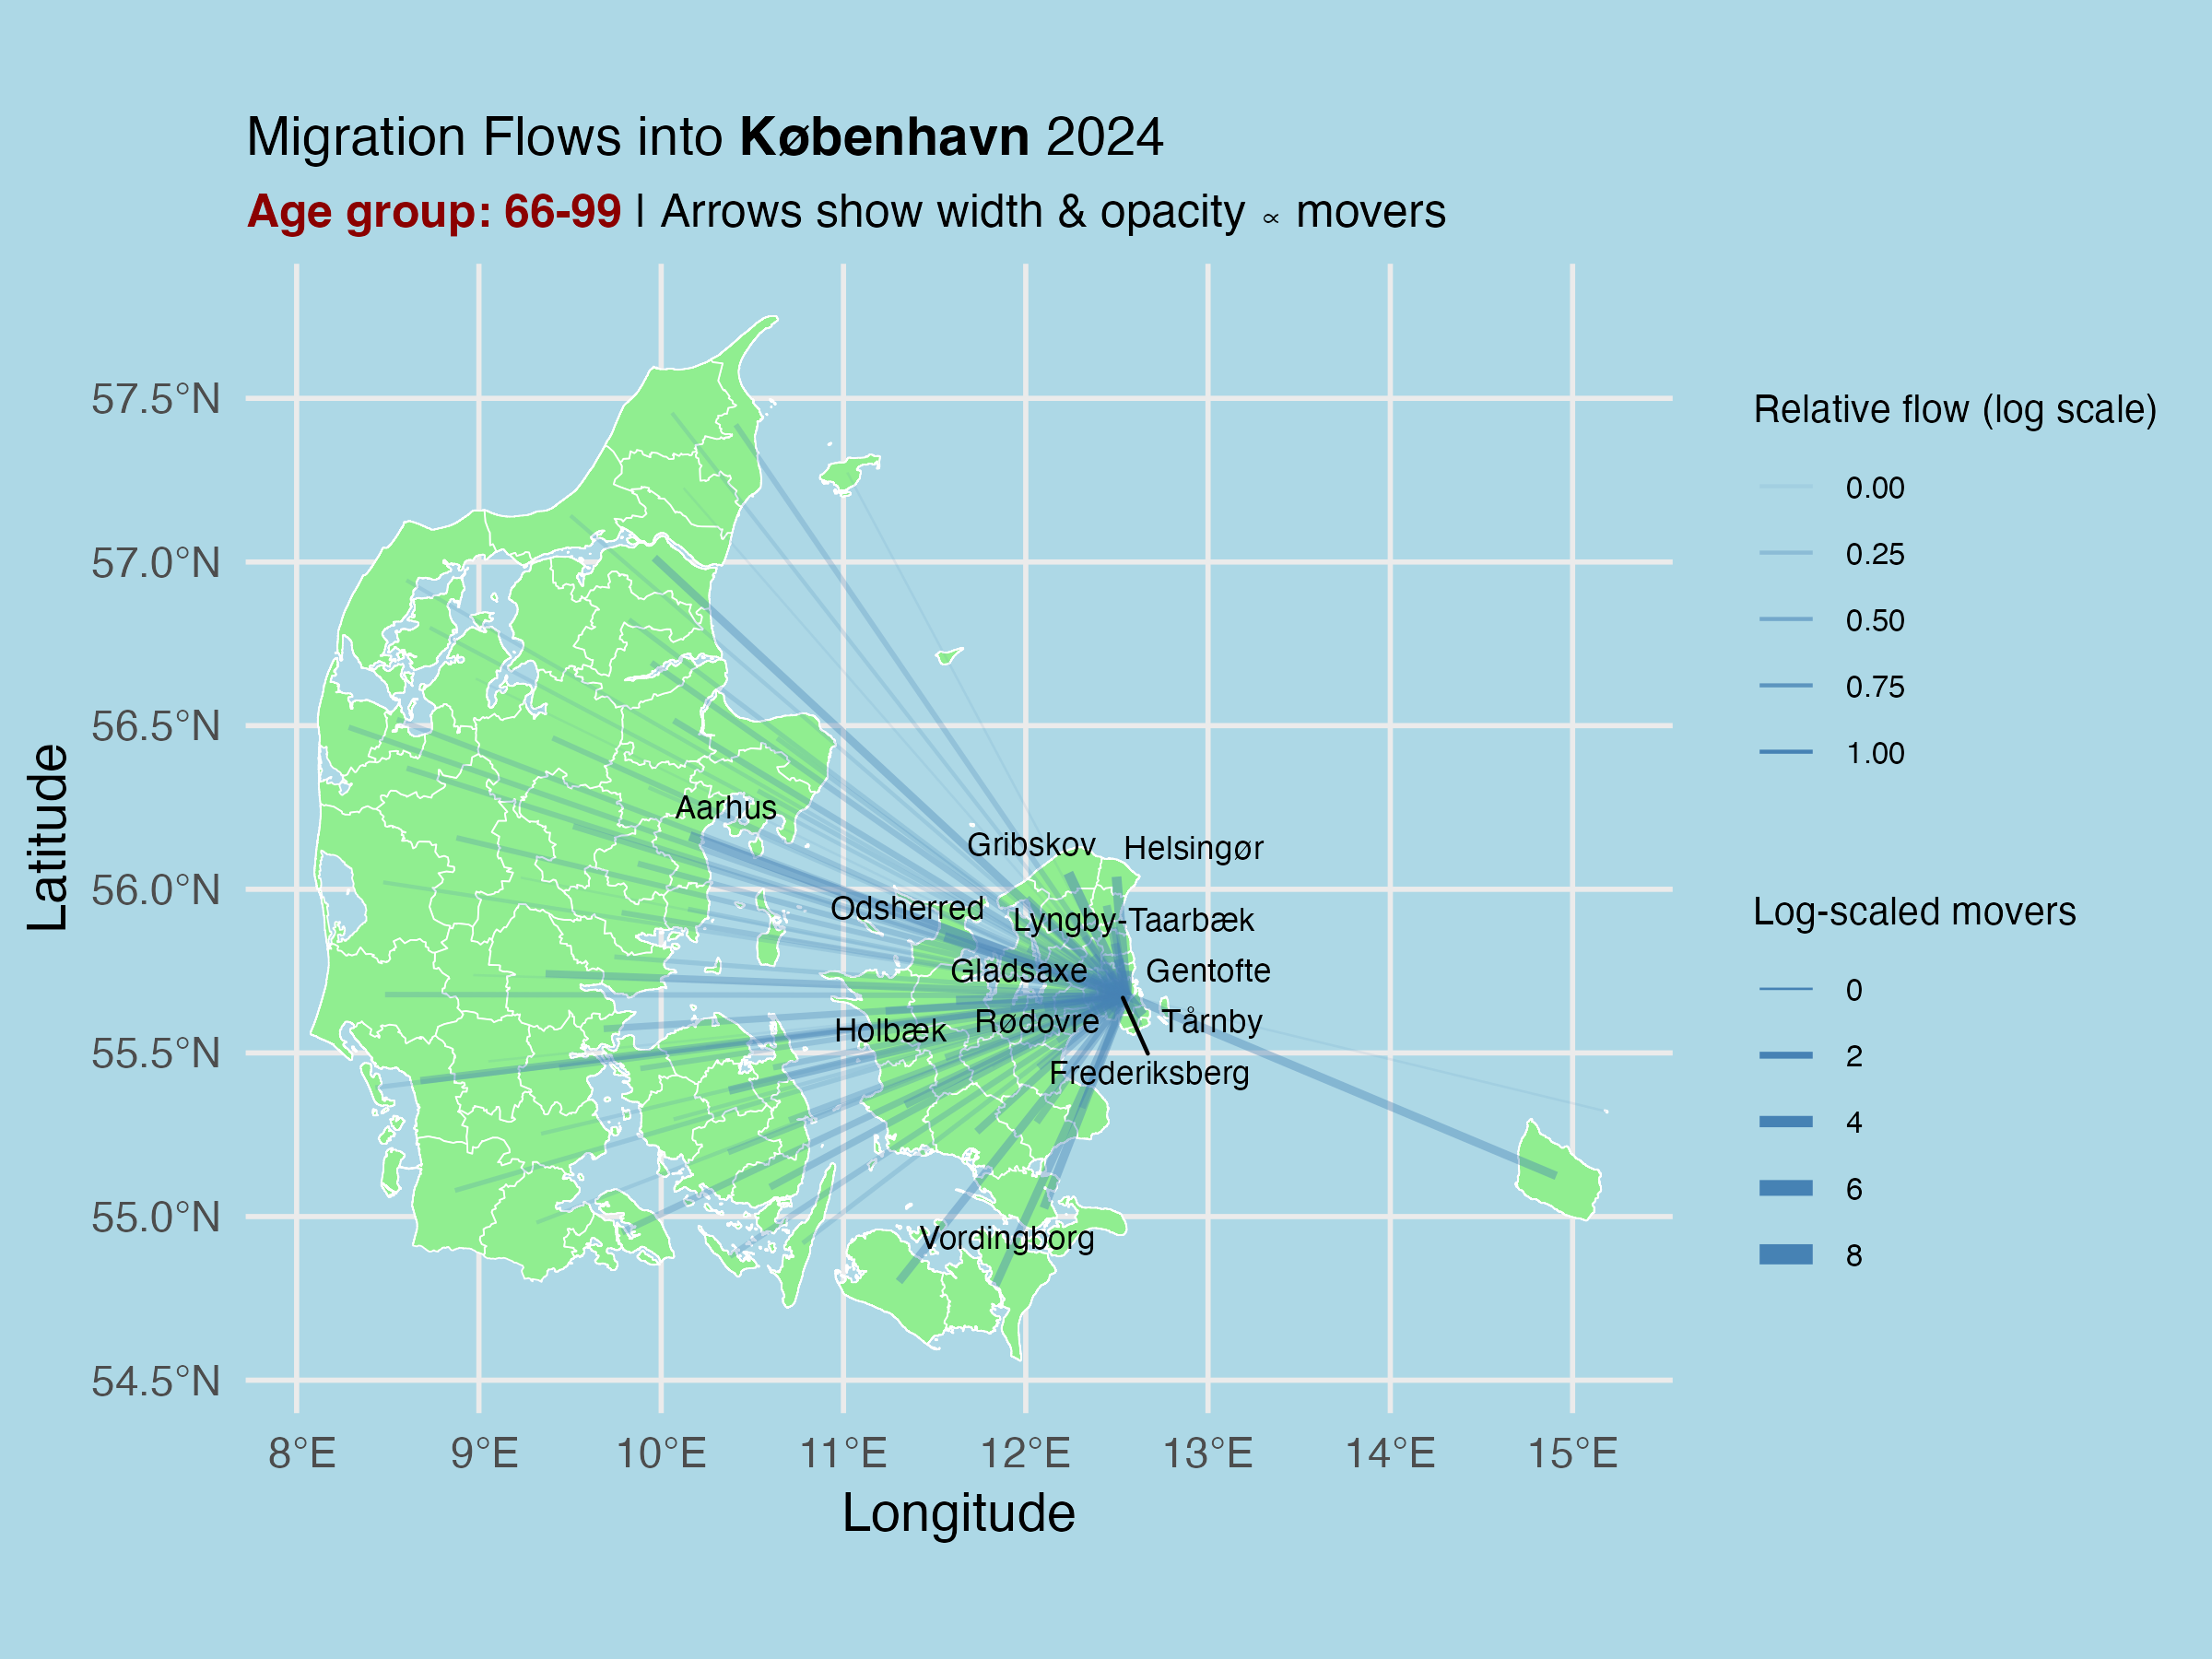 Migration Flows into København 2024
Age group: 66-99 | Arrows show width & opacity ∝ movers
57.5°N
57.0°N
56.5°N
56.0°N
55.5°N
55.0°N
54.5°N
Latitude
8°E
9°E
10°E
11°E
12°E
13°E
14°E
15°E
Longitude
Aarhus
Gribskov
Helsingør
Odsherred
Lyngby-Taarbæk
Gladsaxe
Gentofte
Holbæk
Rødovre
Tårnby
Frederiksberg
Vordingborg
Relative flow (log scale)
0.00
0.25
0.50
0.75
1.00
Log-scaled movers
0
2
4
6
8